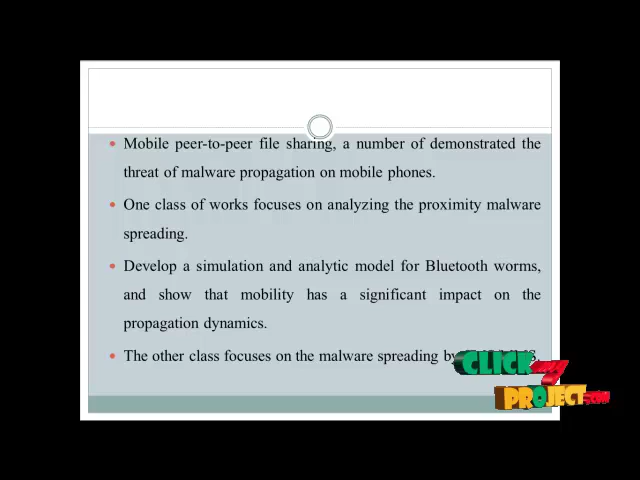 • Mobile peer-to-peer file sharing, a number of demonstrated the
threat of malware propagation on mobile phones.
• One class of works focuses on analyzing the proximity malware
spreading.
• Develop a simulation and analytic model for Bluetooth worms,
and show that mobility has a significant impact on the
propagation dynamics.
• The other class focuses on the malware spreading by
CLICK my
PROJECT.COM